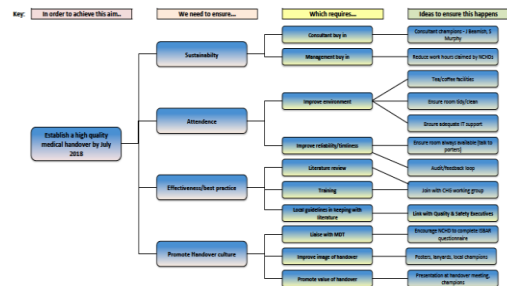 Key:
In order to achieve this aim...
We need to ensure...
Which requires...
Ideas to ensure this happens
Establish a high quality
medical handover by July
2018
Sustainabilty
Attendence
Effectiveness/best practice
Promote Handover culture
Consultant buy in
Management buy in
Improve environment
Improve reliability/timliness
Literature review
Training
Local guidelines in keeping with
literature
Liaise with MDT
Improve image of handover
Promote value of handover
Consultant champions - J Beamish, S
Murphy
Reduce work hours claimed by NCHDs
Tea/coffee facilities
Ensure room tidy/clean
Ensure adequate IT support
Ensure room always available (talk to
porters)
Audit/feedback loop
Join with CHG working group
Link with Quality & Safety Executives
Encourage NCHD to complete ISBAR
questionnaire
Posters, lanyards, local champions
Presentation at handover meeting,
champions